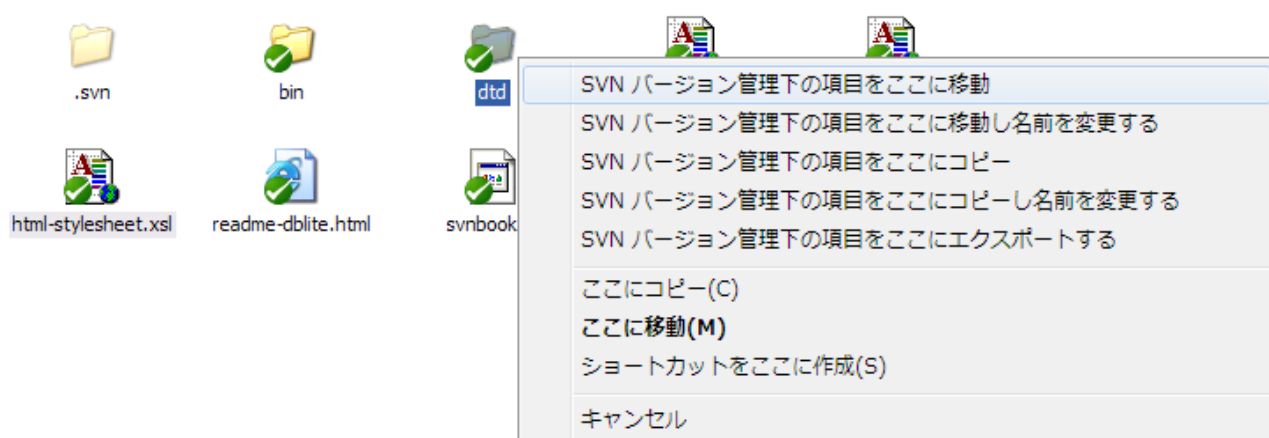 .svn
bin
dtd
html-stylesheet.xsl
readme-dblite.html
svnbook
SVN バージョン管理下の項目をここに移動
SVN バージョン管理下の項目をここに移動し名前を変更する
SVN バージョン管理下の項目をここにコピー
SVN バージョン管理下の項目をここにコピーし名前を変更する
SVN バージョン管理下の項目をここにエクスポートする
ここにコピー(C)
ここに移動(M)
ショートカットをここに作成(S)
キャンセル